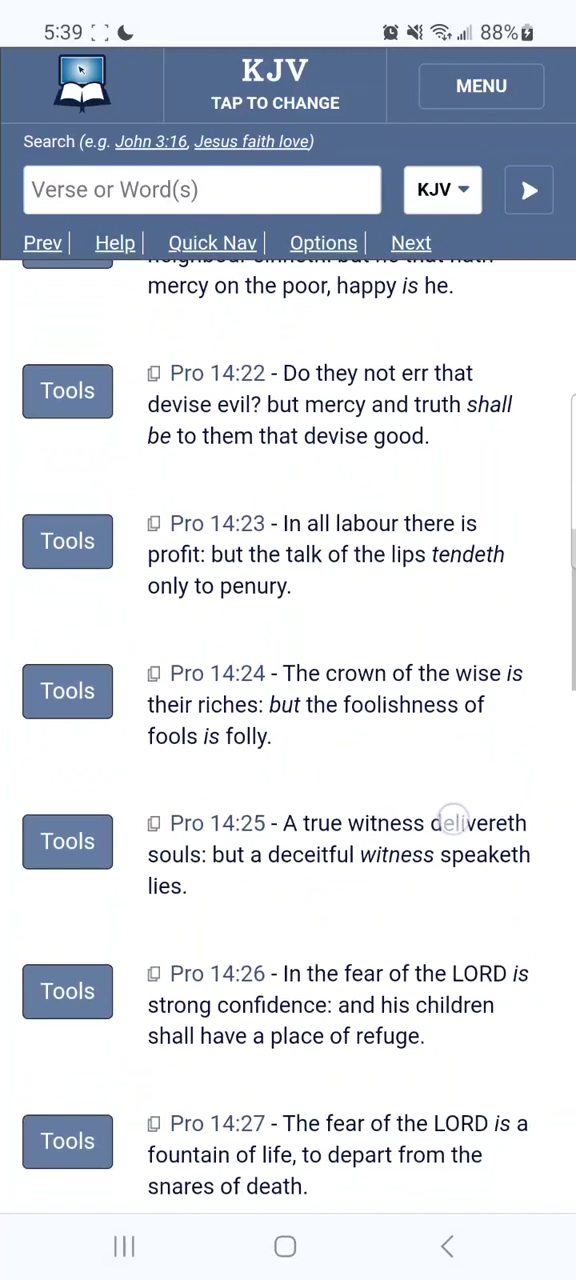 5:39 88%
KJV
TAP TO CHANGE
MENU
Search (e.g. John 3:16, Jesus faith love)
Verse or Word(s) KJV
Prev| Help| Quick Nav| Options| Next
mercy on the poor, happy is he.
Tools
Pro 14:22 - Do they not err that
devise evil? but mercy and truth shall
be to them that devise good.
Tools
Pro 14:23 - In all labour there is
profit: but the talk of the lips tendeth
only to penury.
Tools
Pro 14:24 - The crown of the wise is
their riches: but the foolishness of
fools is folly.
Tools
Pro 14:25 - A true witness delivereth
souls: but a deceitful witness speaketh
lies.
Tools
Pro 14:26 - In the fear of the LORD is
strong confidence: and his children
shall have a place of refuge.
Tools
Pro 14:27 - The fear of the LORD is a
fountain of life, to depart from the
snares of death.